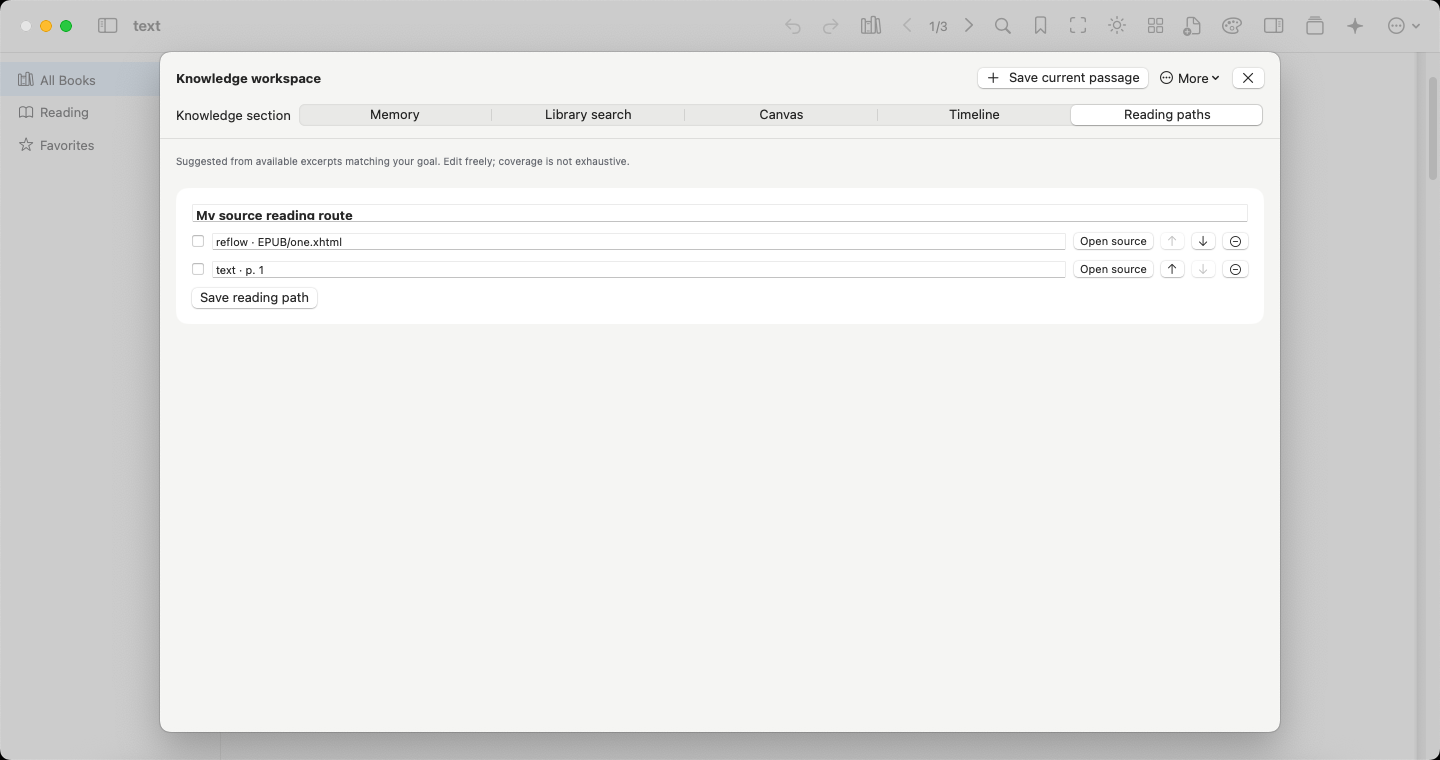 text
1/3
All Books
Reading
Favorites
Knowledge workspace
Save current passage
More
Knowledge section
Memory
Library search
Canvas
Timeline
Reading paths
Suggested from available excerpts matching your goal. Edit freely; coverage is not exhaustive.
My source reading route
reflow · EPUB/one.xhtml
Open source
text · p. 1
Open source
Save reading path